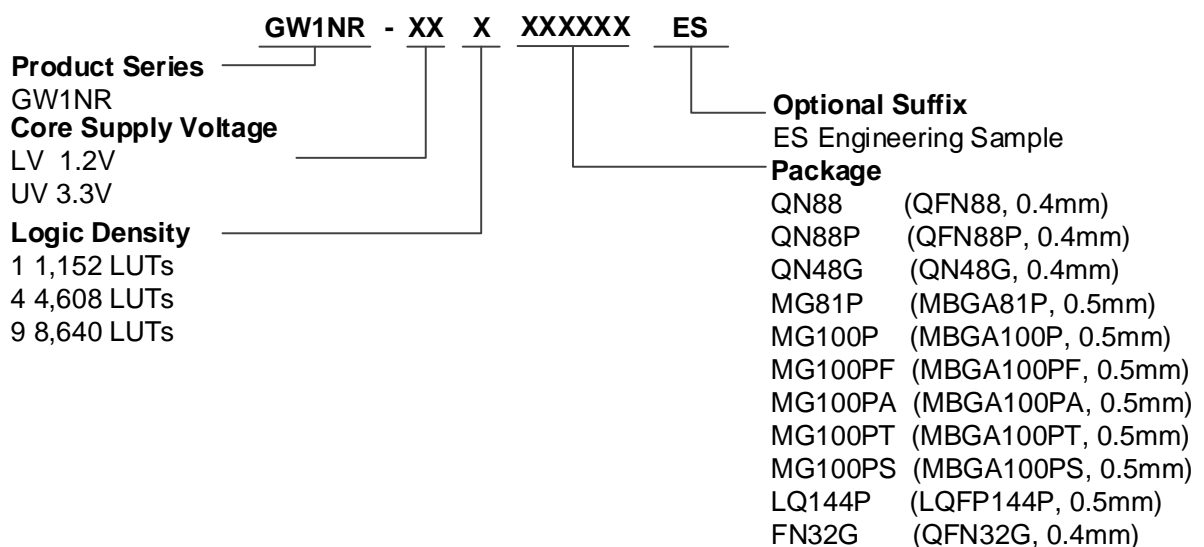 GW1NR - XX X XXXXXX ES
Product Series
GW1NR
Core Supply Voltage
LV 1.2V
UV 3.3V
Logic Density
1 1,152 LUTs
4 4,608 LUTs
9 8,640 LUTs
Optional Suffix
ES Engineering Sample
Package
QN88 (QFN88, 0.4mm)
QN88P (QFN88P, 0.4mm)
QN48G (QN48G, 0.4mm)
MG81P (MBGA81P, 0.5mm)
MG100P (MBGA100P, 0.5mm)
MG100PF (MBGA100PF, 0.5mm)
MG100PA (MBGA100PA, 0.5mm)
MG100PT (MBGA100PT, 0.5mm)
MG100PS (MBGA100PS, 0.5mm)
LQ144P (LQFP144P, 0.5mm)
FN32G (QFN32G, 0.4mm)